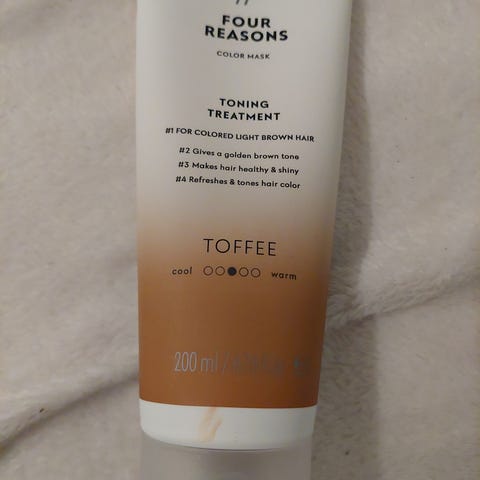 FOUR
REASONS
COLOR MASK
TONING
TREATMENT
#1 FOR COLORED LIGHT BROWN HAIR
#2 Gives a golden brown tone
#3 Makes hair healthy & shiny
#4 Refreshes & tones hair color
TOFFEE
cool warm
200 ml /